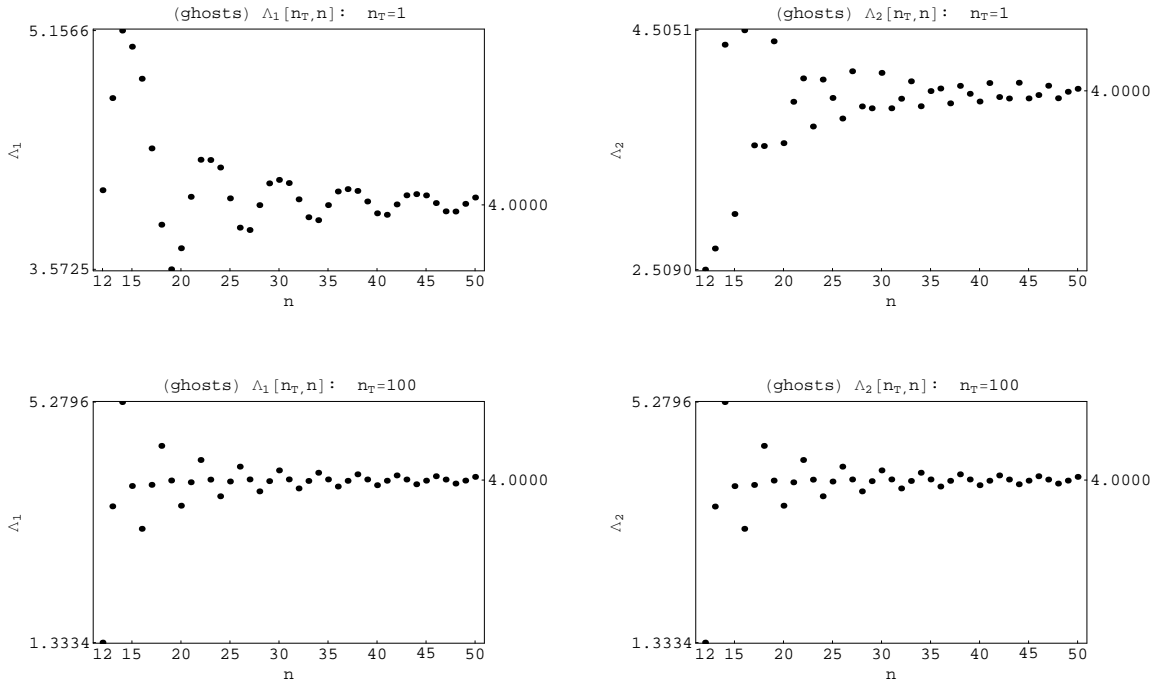 (ghosts) Λ₁[n_T,n]: n_T=1
5.1566
Λ₁
4.0000
3.5725
12 15 20 25 30 35 40 45 50
n
(ghosts) Λ₂[n_T,n]: n_T=1
4.5051
4.0000
Λ₂
2.5090
12 15 20 25 30 35 40 45 50
n
(ghosts) Λ₁[n_T,n]: n_T=100
5.2796
4.0000
Λ₁
1.3334
12 15 20 25 30 35 40 45 50
n
(ghosts) Λ₂[n_T,n]: n_T=100
5.2796
4.0000
Λ₂
1.3334
12 15 20 25 30 35 40 45 50
n